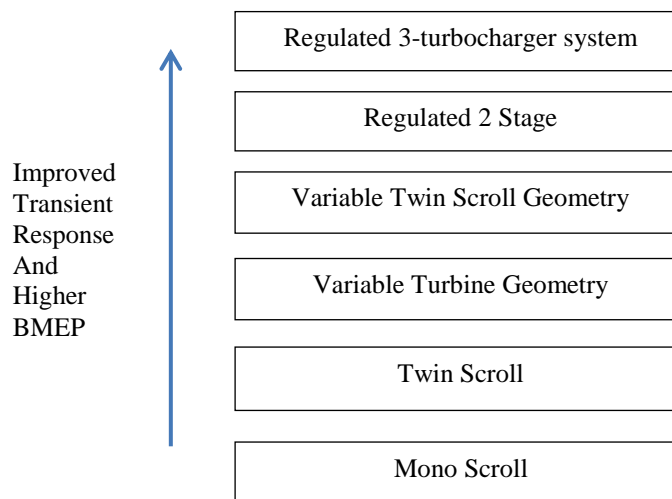 Regulated 3-turbocharger system
Regulated 2 Stage
Improved
Transient
Response
And
Higher
BMEP
Variable Twin Scroll Geometry
Variable Turbine Geometry
Twin Scroll
Mono Scroll